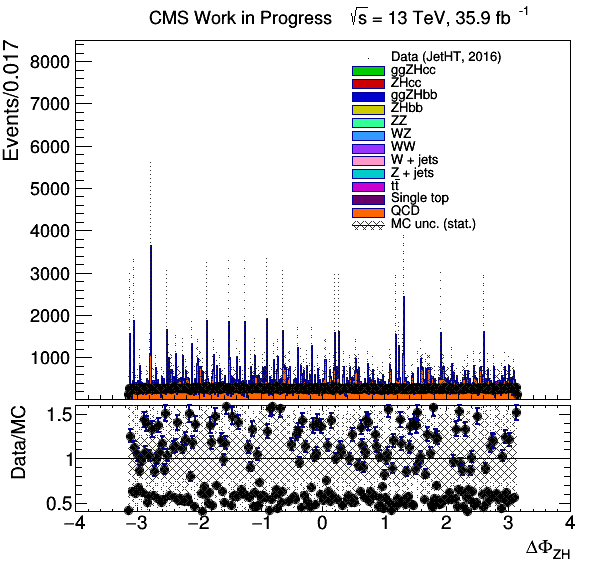 CMS Work in Progress √s = 13 TeV, 35.9 fb -1
Events/0.017
8000
7000
6000
5000
4000
3000
2000
1000
Data (JetHT, 2016)
ggZHcc
ZHcc
ggZHbb
ZHbb
ZZ
WZ
WW
W + jets
Z + jets
tt̄
Single top
QCD
MC unc. (stat.)
Data/MC
1.5
1
0.5
−4 −3 −2 −1 0 1 2 3 4
ΔΦZH